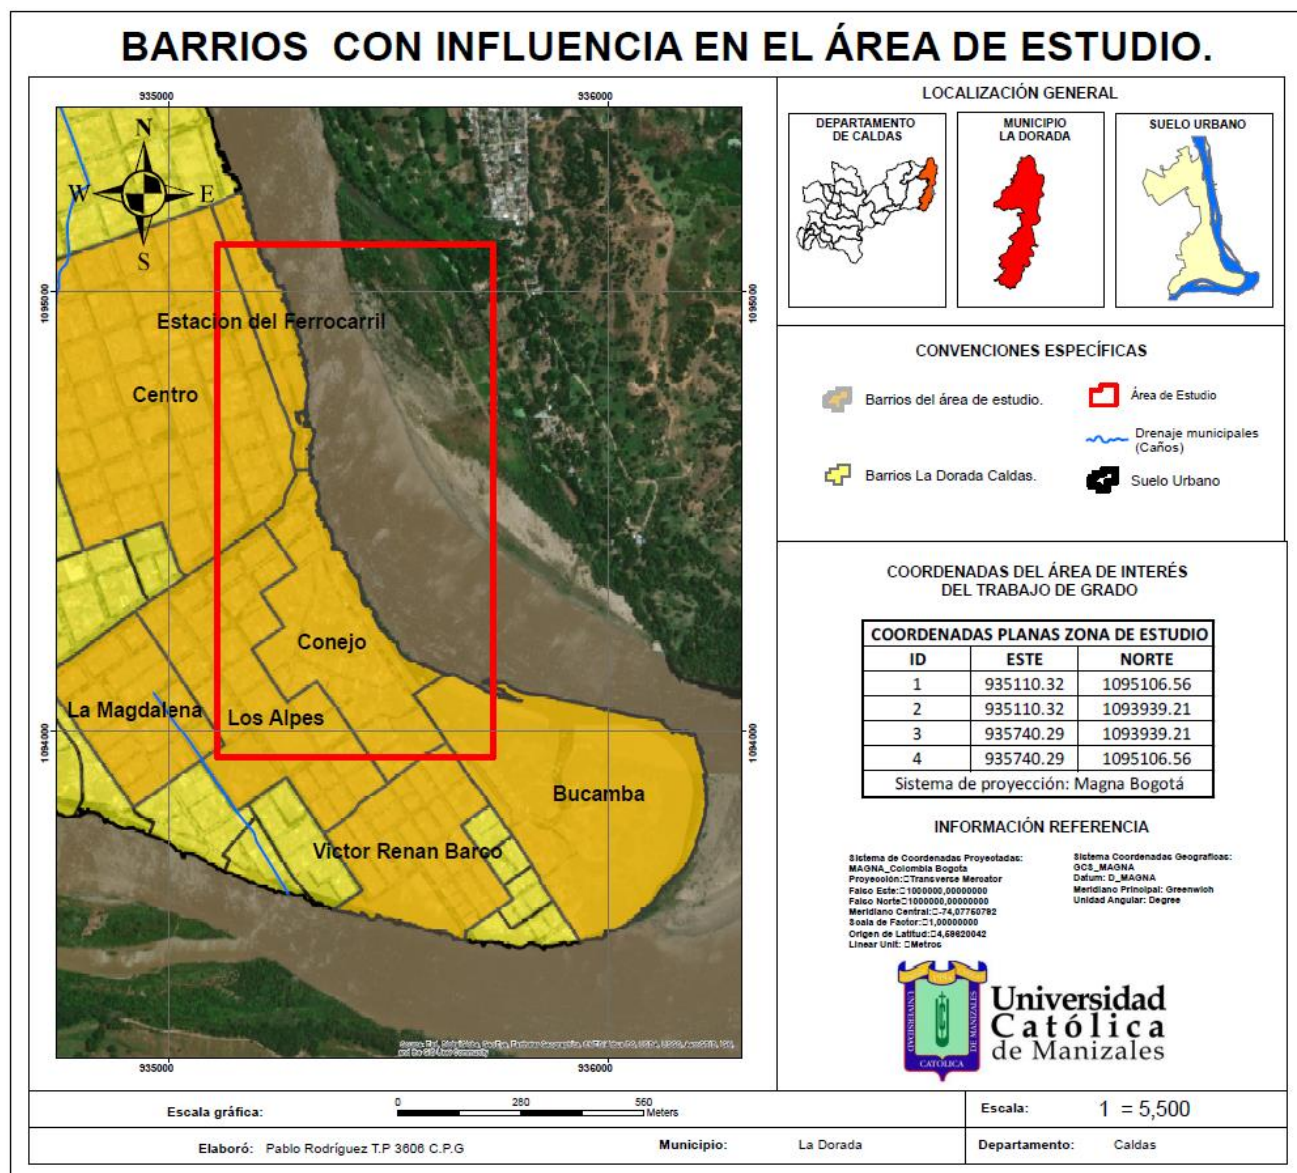 BARRIOS CON INFLUENCIA EN EL ÁREA DE ESTUDIO.
935000
936000
N
W
E
S
1095000
1095000
Estacion del Ferrocarril
Centro
Conejo
La Magdalena
Los Alpes
1094000
1094000
Bucamba
Victor Renan Barco
935000
936000
LOCALIZACIÓN GENERAL
DEPARTAMENTO
DE CALDAS
MUNICIPIO
LA DORADA
SUELO URBANO
CONVENCIONES ESPECÍFICAS
Barrios del área de estudio.
Área de Estudio
Drenaje municipales
(Caños)
Barrios La Dorada Caldas.
Suelo Urbano
COORDENADAS DEL ÁREA DE INTERÉS
DEL TRABAJO DE GRADO
COORDENADAS PLANAS ZONA DE ESTUDIO
ID ESTE NORTE
1 935110.32 1095106.56
2 935110.32 1093939.21
3 935740.29 1093939.21
4 935740.29 1095106.56
Sistema de proyección: Magna Bogotá
INFORMACIÓN REFERENCIA
Sistema de Coordenadas Proyectadas:
MAGNA_Colombia Bogota
Proyección: Transverse Mercator
Falso Este: 1000000,00000000
Falso Norte 1000000,00000000
Meridiano Central: -74,07750792
Scala de Factor: 1,00000000
Origen de Latitud: 4,59620042
Linear Unit: Metros
Sistema Coordenadas Geograficas:
GCS_MAGNA
Datum: D_MAGNA
Meridiano Principal: Greenwich
Unidad Angular: Degree
UNIVERSIDAD
CATOLICA
DE MANIZALES
Universidad
Católica
de Manizales
Escala gráfica:
0 280 560
Meters
Escala: 1 = 5,500
Elaboró: Pablo Rodríguez T.P 3606 C.P.G
Municipio: La Dorada
Departamento: Caldas